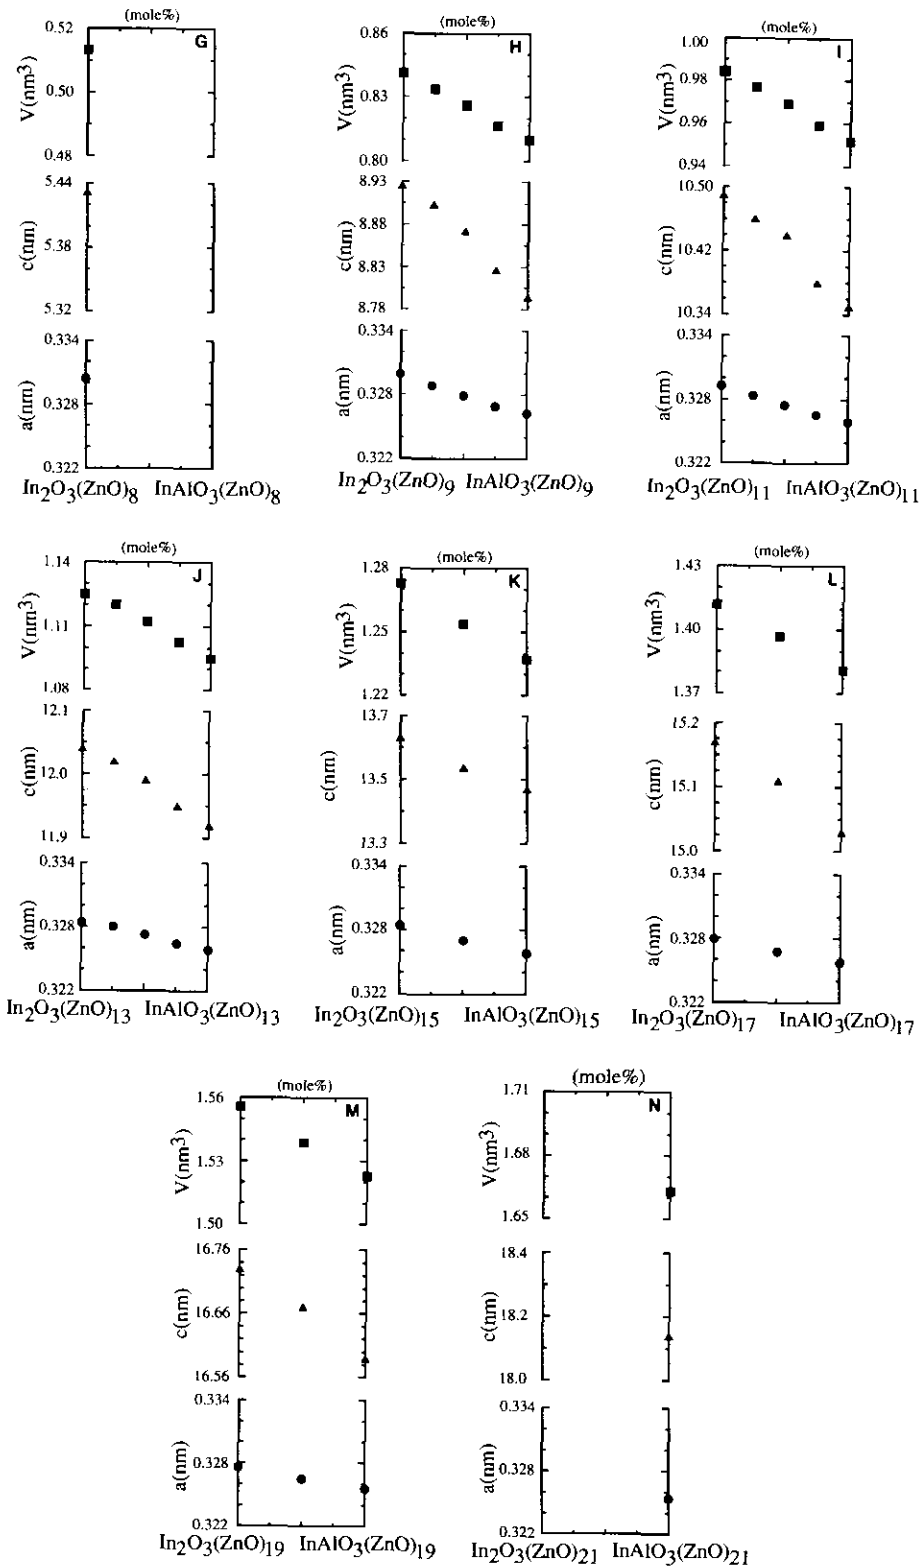 (mole%)
G
V(nm3)
0.52
0.50
0.48
c(nm)
5.44
5.38
5.32
a(nm)
0.334
0.328
0.322
In2O3(ZnO)8 InAlO3(ZnO)8
(mole%)
H
V(nm3)
0.86
0.83
0.80
c(nm)
8.93
8.88
8.83
8.78
a(nm)
0.334
0.328
0.322
In2O3(ZnO)9 InAlO3(ZnO)9
(mole%)
I
V(nm3)
1.00
0.98
0.96
0.94
c(nm)
10.50
10.42
10.34
a(nm)
0.334
0.328
0.322
In2O3(ZnO)11 InAlO3(ZnO)11
(mole%)
J
V(nm3)
1.14
1.11
1.08
c(nm)
12.1
12.0
11.9
a(nm)
0.334
0.328
0.322
In2O3(ZnO)13 InAlO3(ZnO)13
(mole%)
K
V(nm3)
1.28
1.25
1.22
c(nm)
13.7
13.5
13.3
a(nm)
0.334
0.328
0.322
In2O3(ZnO)15 InAlO3(ZnO)15
(mole%)
L
V(nm3)
1.43
1.40
1.37
c(nm)
15.2
15.1
15.0
a(nm)
0.334
0.328
0.322
In2O3(ZnO)17 InAlO3(ZnO)17
(mole%)
M
V(nm3)
1.56
1.53
1.50
c(nm)
16.76
16.66
16.56
a(nm)
0.334
0.328
0.322
In2O3(ZnO)19 InAlO3(ZnO)19
(mole%)
N
V(nm3)
1.71
1.68
1.65
c(nm)
18.4
18.2
18.0
a(nm)
0.334
0.328
0.322
In2O3(ZnO)21 InAlO3(ZnO)21